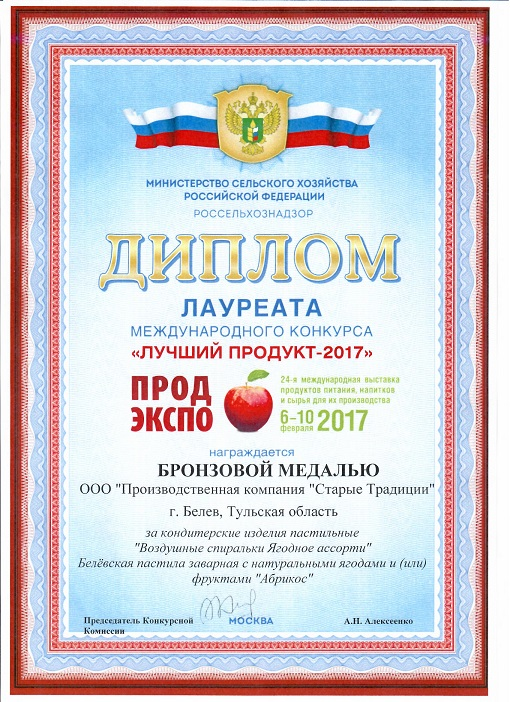 МИНИСТЕРСТВО СЕЛЬСКОГО ХОЗЯЙСТВА
РОССИЙСКОЙ ФЕДЕРАЦИИ
РОССЕЛЬХОЗНАДЗОР
ДИПЛОМ
ЛАУРЕАТА
МЕЖДУНАРОДНОГО КОНКУРСА
«ЛУЧШИЙ ПРОДУКТ-2017»
ПРОД
ЭКСПО
24-я международная выставка
продуктов питания, напитков
и сырья для их производства
6-10
февраля 2017
награждается
БРОНЗОВОЙ МЕДАЛЬЮ
ООО "Производственная компания "Старые Традиции"
г. Белев, Тульская область
за кондитерские изделия пастильные
"Воздушные спиральки Ягодное ассорти"
Белёвская пастила заварная с натуральными ягодами и (или)
фруктами "Абрикос"
Председатель Конкурсной
Комиссии
МОСКВА
А.Н. Алексеенко